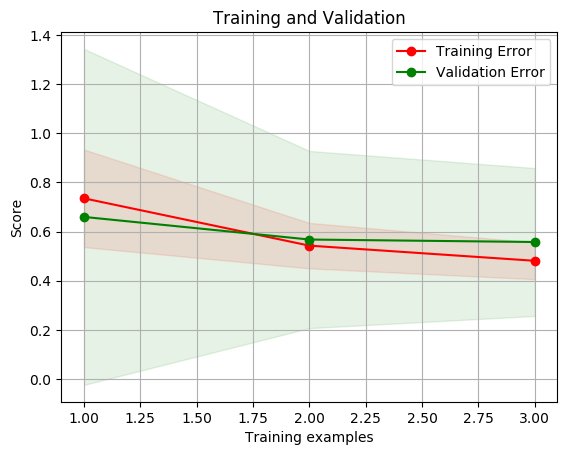 Training and Validation
Training Error
Validation Error
1.4
1.2
1.0
0.8
0.6
0.4
0.2
0.0
Score
1.00 1.25 1.50 1.75 2.00 2.25 2.50 2.75 3.00
Training examples